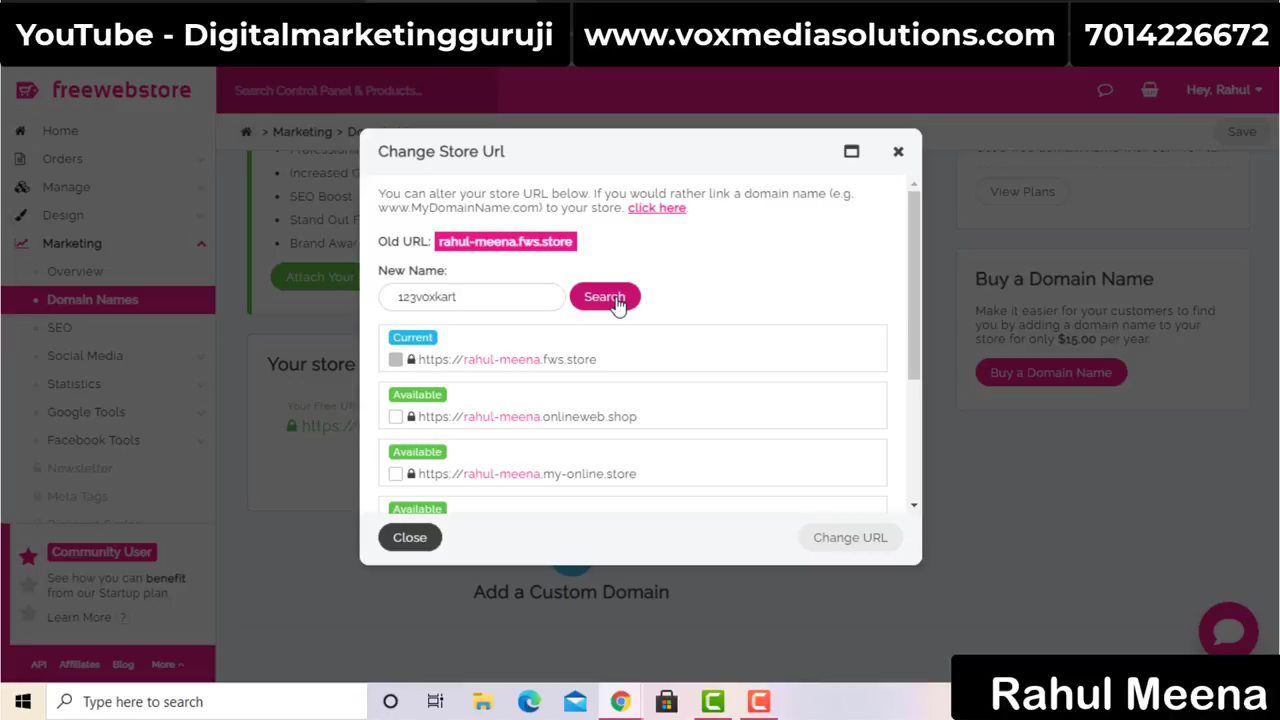 YouTube - Digitalmarketingguruji
www.voxmediasolutions.com
7014226672
freewebstore
Search Control Panel & Products...
Hey, Rahul
Home
Orders
Manage
Design
Marketing
Overview
Domain Names
SEO
Social Media
Statistics
Google Tools
Facebook Tools
Newsletter
Meta Tags
Community User
See how you can benefit
from our Startup plan.
Learn More ?
API Affiliates Blog More
> Marketing >
Save
Increased
SEO Boost
Stand Out
Brand
Attach Your
Your store
https://
Change Store Url
You can alter your store URL below. If you would rather link a domain name (e.g.
www.MyDomainName.com) to your store, click here.
Old URL: rahul-meena.fws.store
New Name:
123voxkart
Search
Current
https://rahul-meena.fws.store
Available
https://rahul-meena.onlineweb.shop
Available
https://rahul-meena.my-online.store
Available
Close
Change URL
Add a Custom Domain
View Plans
Buy a Domain Name
Make it easier for your customers to find
you by adding a domain name to your
store for only $15.00 per year.
Buy a Domain Name
Type here to search
Rahul Meena